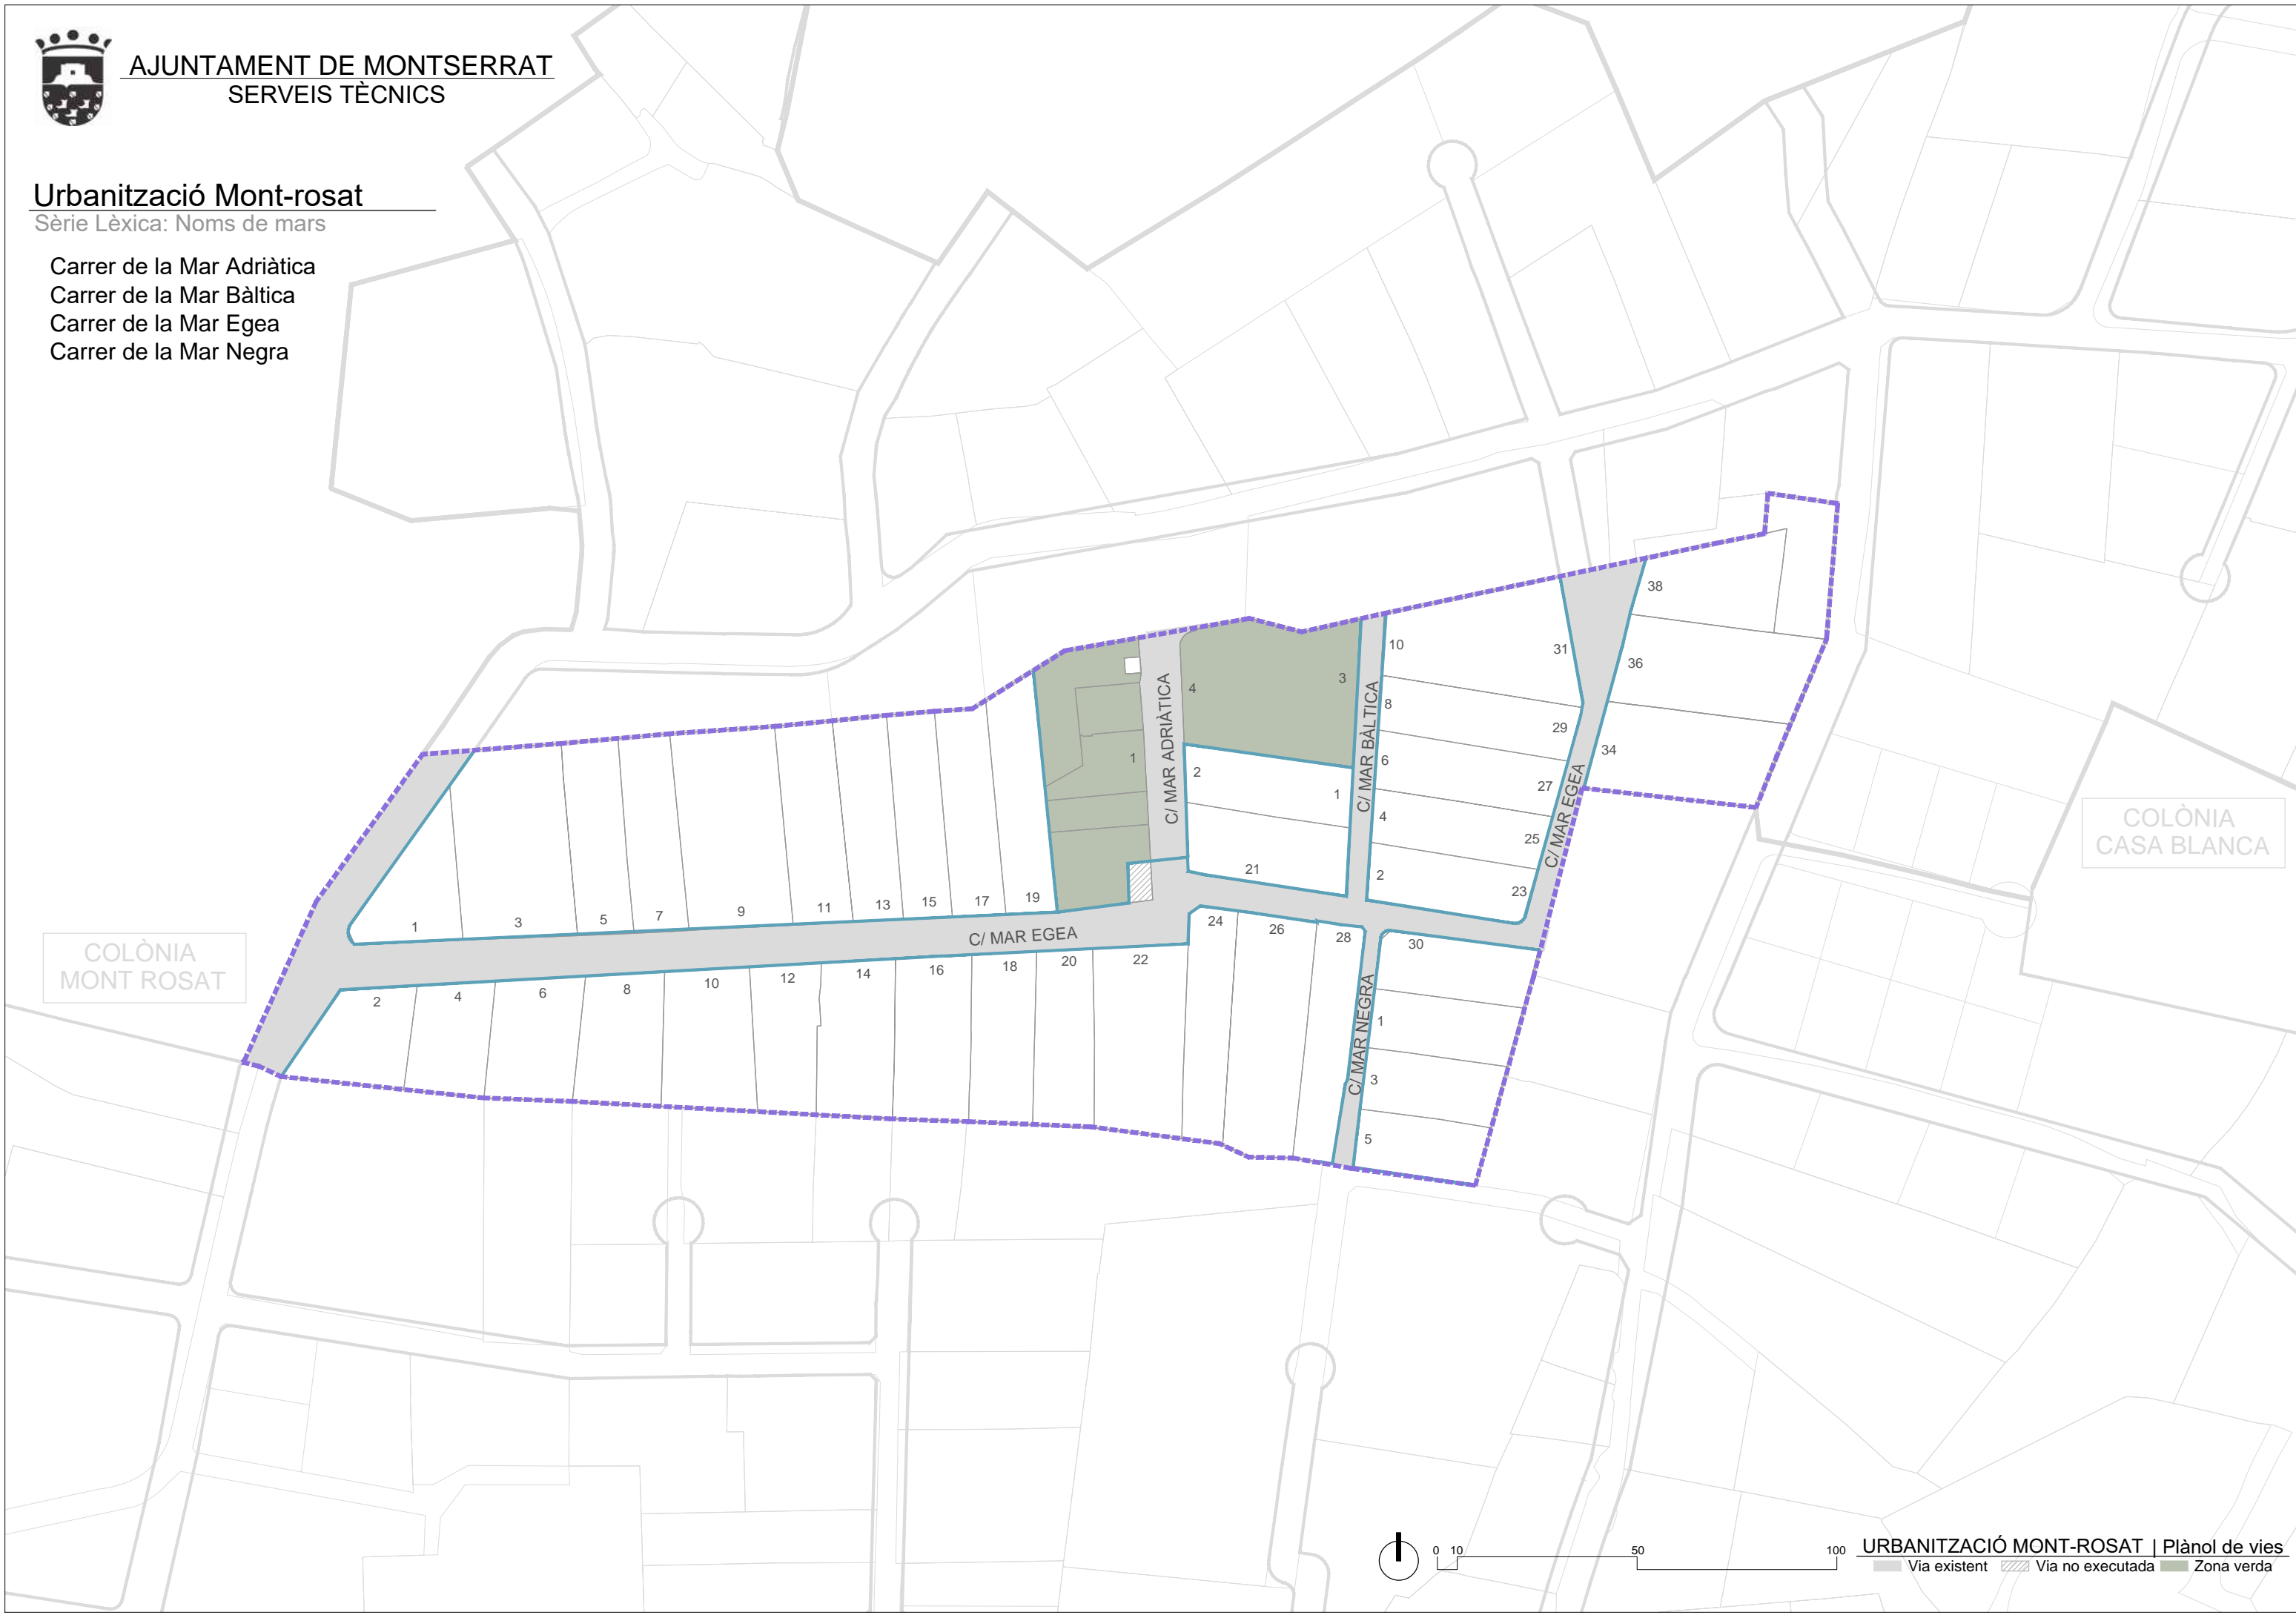 AJUNTAMENT DE MONTSERRAT
SERVEIS TÈCNICS
Urbanització Mont-rosat
Sèrie Lèxica: Noms de mars
Carrer de la Mar Adriàtica
Carrer de la Mar Bàltica
Carrer de la Mar Egea
Carrer de la Mar Negra
38
31
10
36
3
4
8
29
34
1
2
6
27
1
4
25
C/ MAR ADRIÀTICA
C/ MAR BÀLTICA
C/ MAR EGEA
COLÒNIA
CASA BLANCA
21
2
23
1
3
5
7
9
11
13
15
17
19
24
26
28
30
C/ MAR EGEA
COLÒNIA
MONT ROSAT
2
4
6
8
10
12
14
16
18
20
22
C/ MAR NEGRA
1
3
5
0 10 50 100
URBANITZACIÓ MONT-ROSAT | Plànol de vies
Via existent Via no executada Zona verda